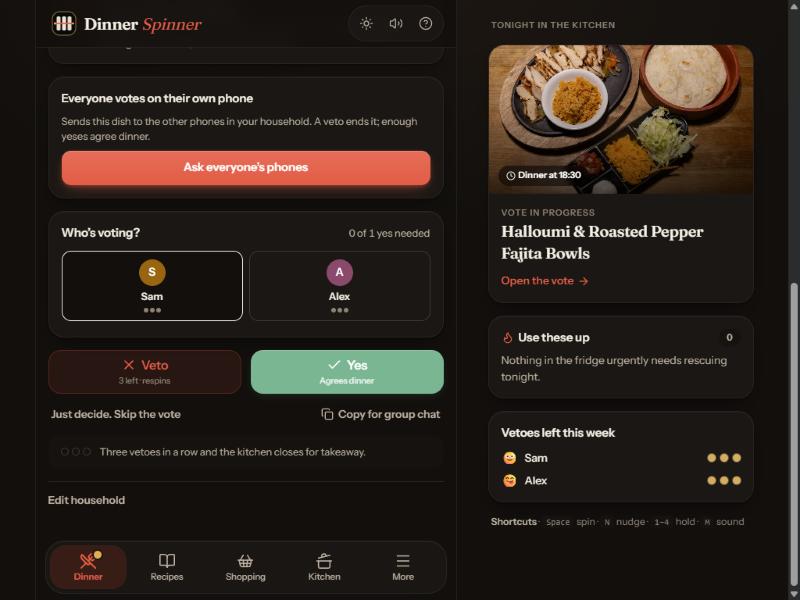 Dinner Spinner
Everyone votes on their own phone
Sends this dish to the other phones in your household. A veto ends it; enough
yeses agree dinner.
Ask everyone's phones
Who's voting?
0 of 1 yes needed
S
Sam
A
Alex
Veto
3 left · respins
Yes
Agrees dinner
Just decide. Skip the vote
Copy for group chat
Three vetoes in a row and the kitchen closes for takeaway.
Edit household
Dinner
Recipes
Shopping
Kitchen
More
TONIGHT IN THE KITCHEN
Dinner at 18:30
VOTE IN PROGRESS
Halloumi & Roasted Pepper
Fajita Bowls
Open the vote →
Use these up
0
Nothing in the fridge urgently needs rescuing
tonight.
Vetoes left this week
Sam
Alex
Shortcuts · Space spin · N nudge · 1–4 hold · M sound